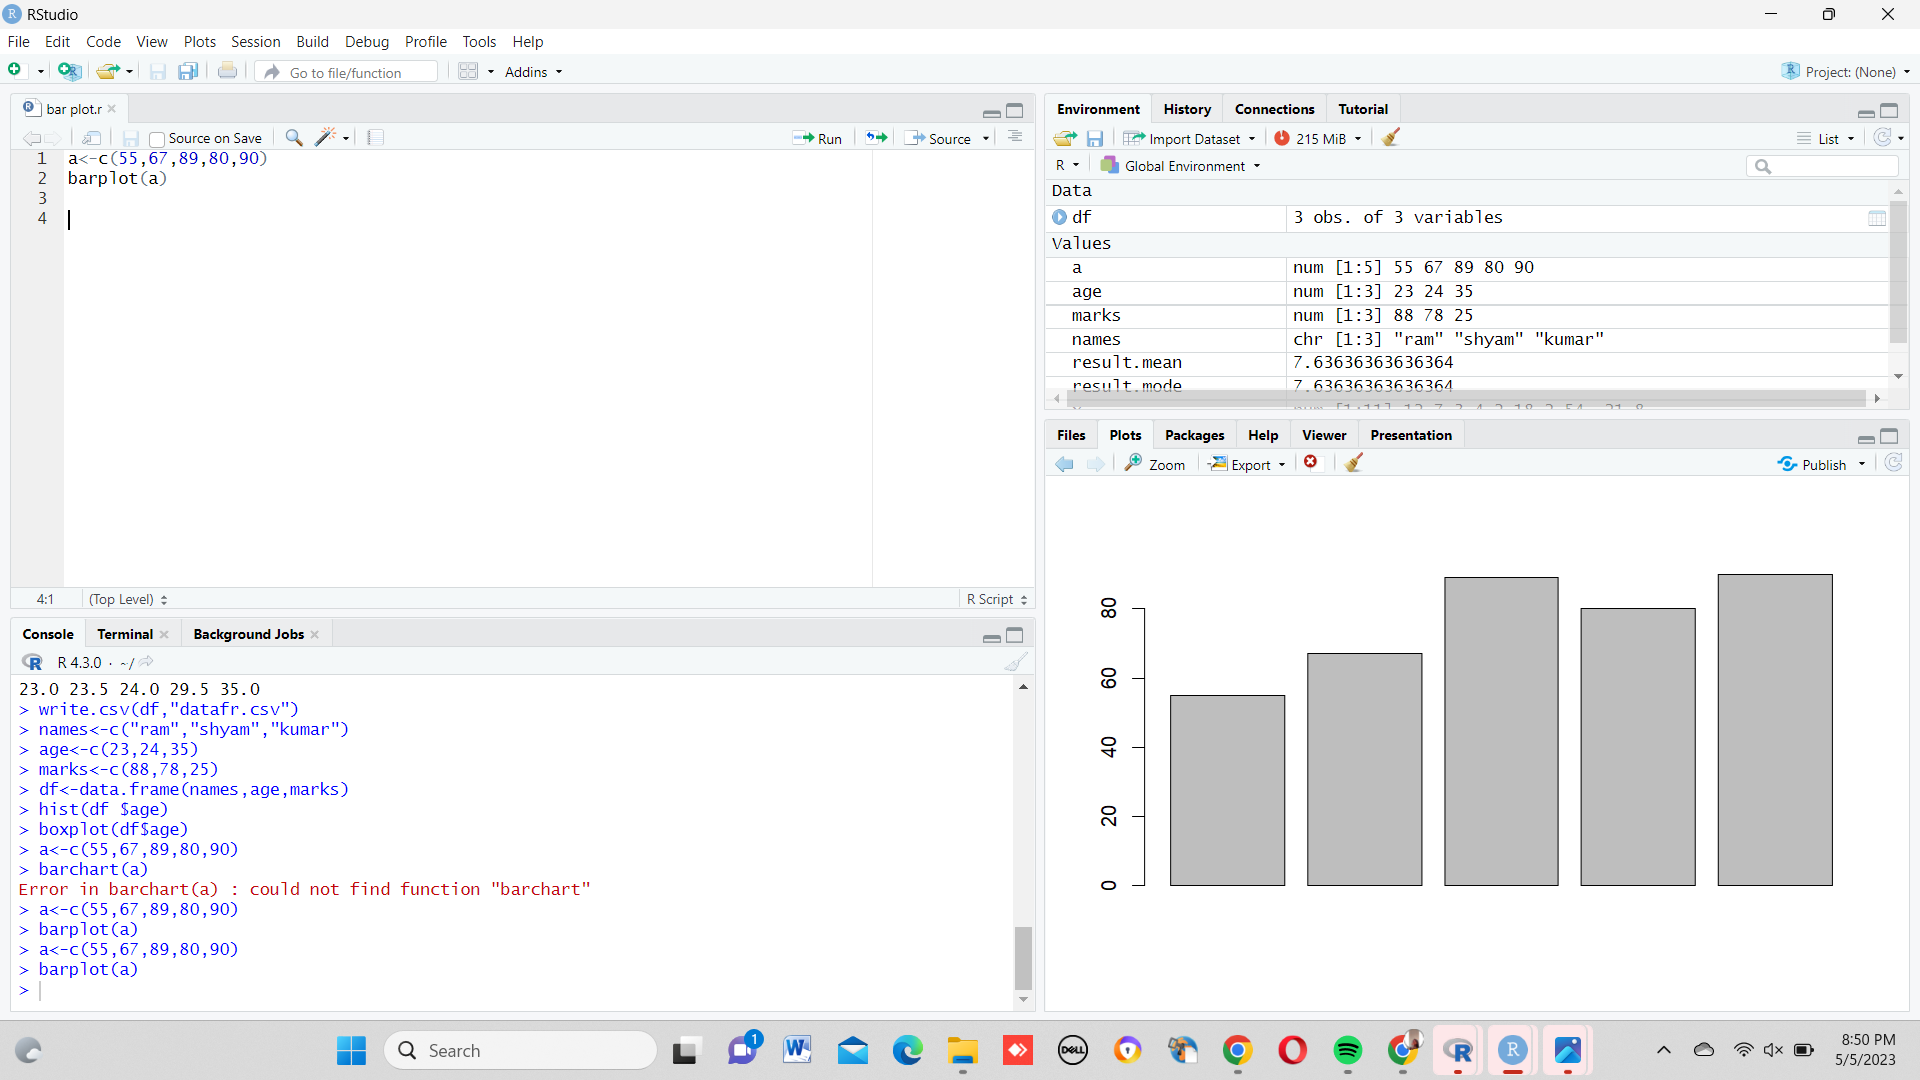 RStudio
File Edit Code View Plots Session Build Debug Profile Tools Help
Go to file/function
Addins
Project: (None)
bar plot.r
Source on Save
Run
Source
1 a<-c(55,67,89,80,90)
2 barplot(a)
3
4
4:1
(Top Level)
R Script
Console Terminal Background Jobs
R 4.3.0 · ~/
23.0 23.5 24.0 29.5 35.0
> write.csv(df,"datafr.csv")
> names<-c("ram","shyam","kumar")
> age<-c(23,24,35)
> marks<-c(88,78,25)
> df<-data.frame(names,age,marks)
> hist(df $age)
> boxplot(df$age)
> a<-c(55,67,89,80,90)
> barchart(a)
Error in barchart(a) : could not find function "barchart"
> a<-c(55,67,89,80,90)
> barplot(a)
> a<-c(55,67,89,80,90)
> barplot(a)
>
Environment History Connections Tutorial
Import Dataset
215 MiB
List
R
Global Environment
Data
df 3 obs. of 3 variables
Values
a num [1:5] 55 67 89 80 90
age num [1:3] 23 24 35
marks num [1:3] 88 78 25
names chr [1:3] "ram" "shyam" "kumar"
result.mean 7.63636363636364
result.mode 7.63636363636364
Files Plots Packages Help Viewer Presentation
Zoom
Export
Publish
80
60
40
20
0
Search
1
DELL
8:50 PM
5/5/2023